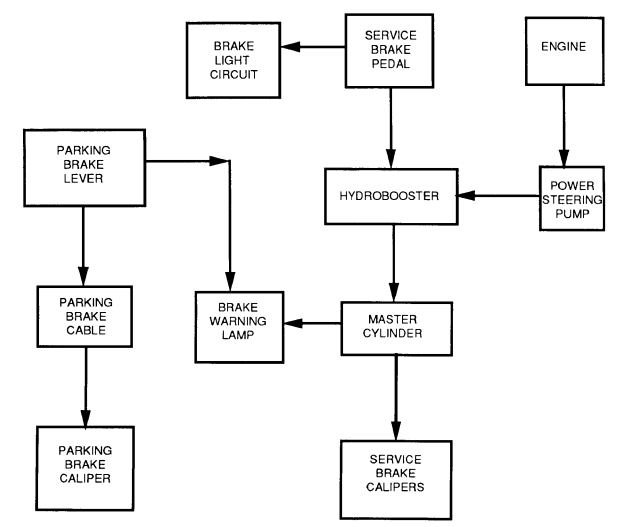 BRAKE
LIGHT
CIRCUIT
SERVICE
BRAKE
PEDAL
ENGINE
PARKING
BRAKE
LEVER
HYDROBOOSTER
POWER
STEERING
PUMP
PARKING
BRAKE
CABLE
BRAKE
WARNING
LAMP
MASTER
CYLINDER
PARKING
BRAKE
CALIPER
SERVICE
BRAKE
CALIPERS